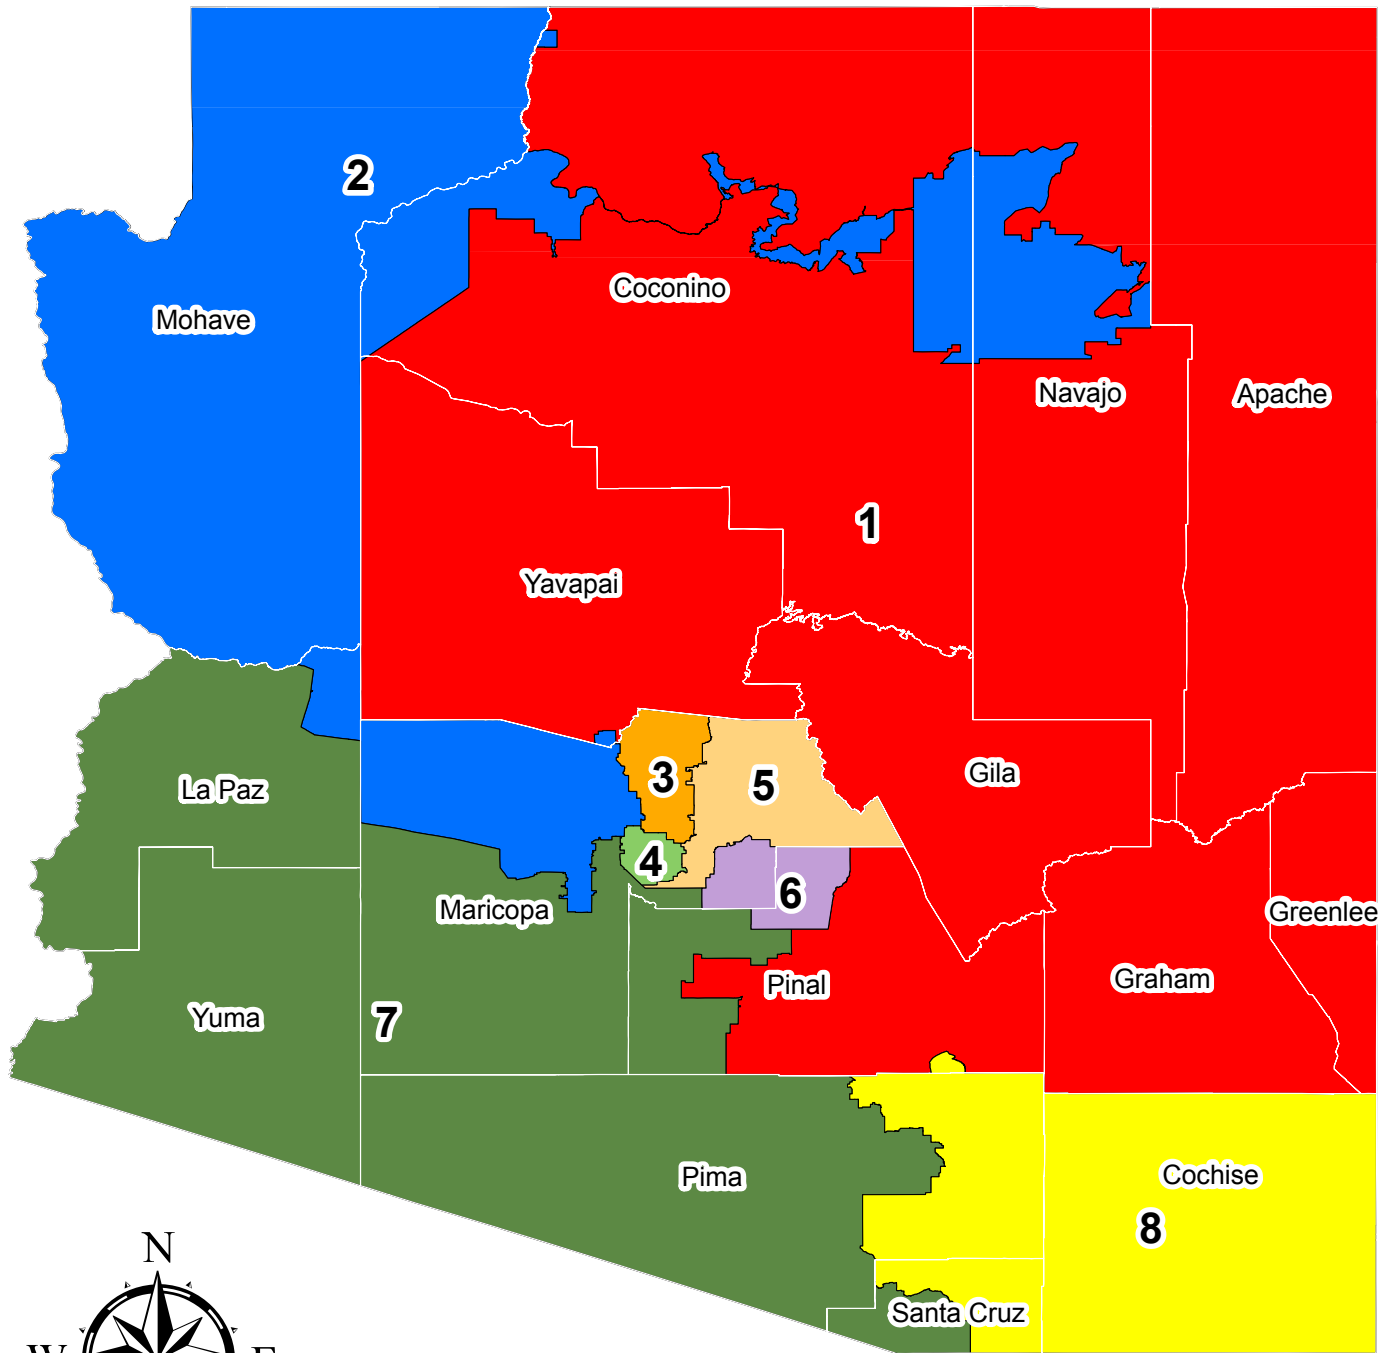 2
Coconino
Mohave
Navajo
Apache
1
Yavapai
3
5
Gila
La Paz
4
6
Maricopa
Greenlee
Pinal
Graham
Yuma
7
Pima
Cochise
8
N
Santa Cruz
W
E